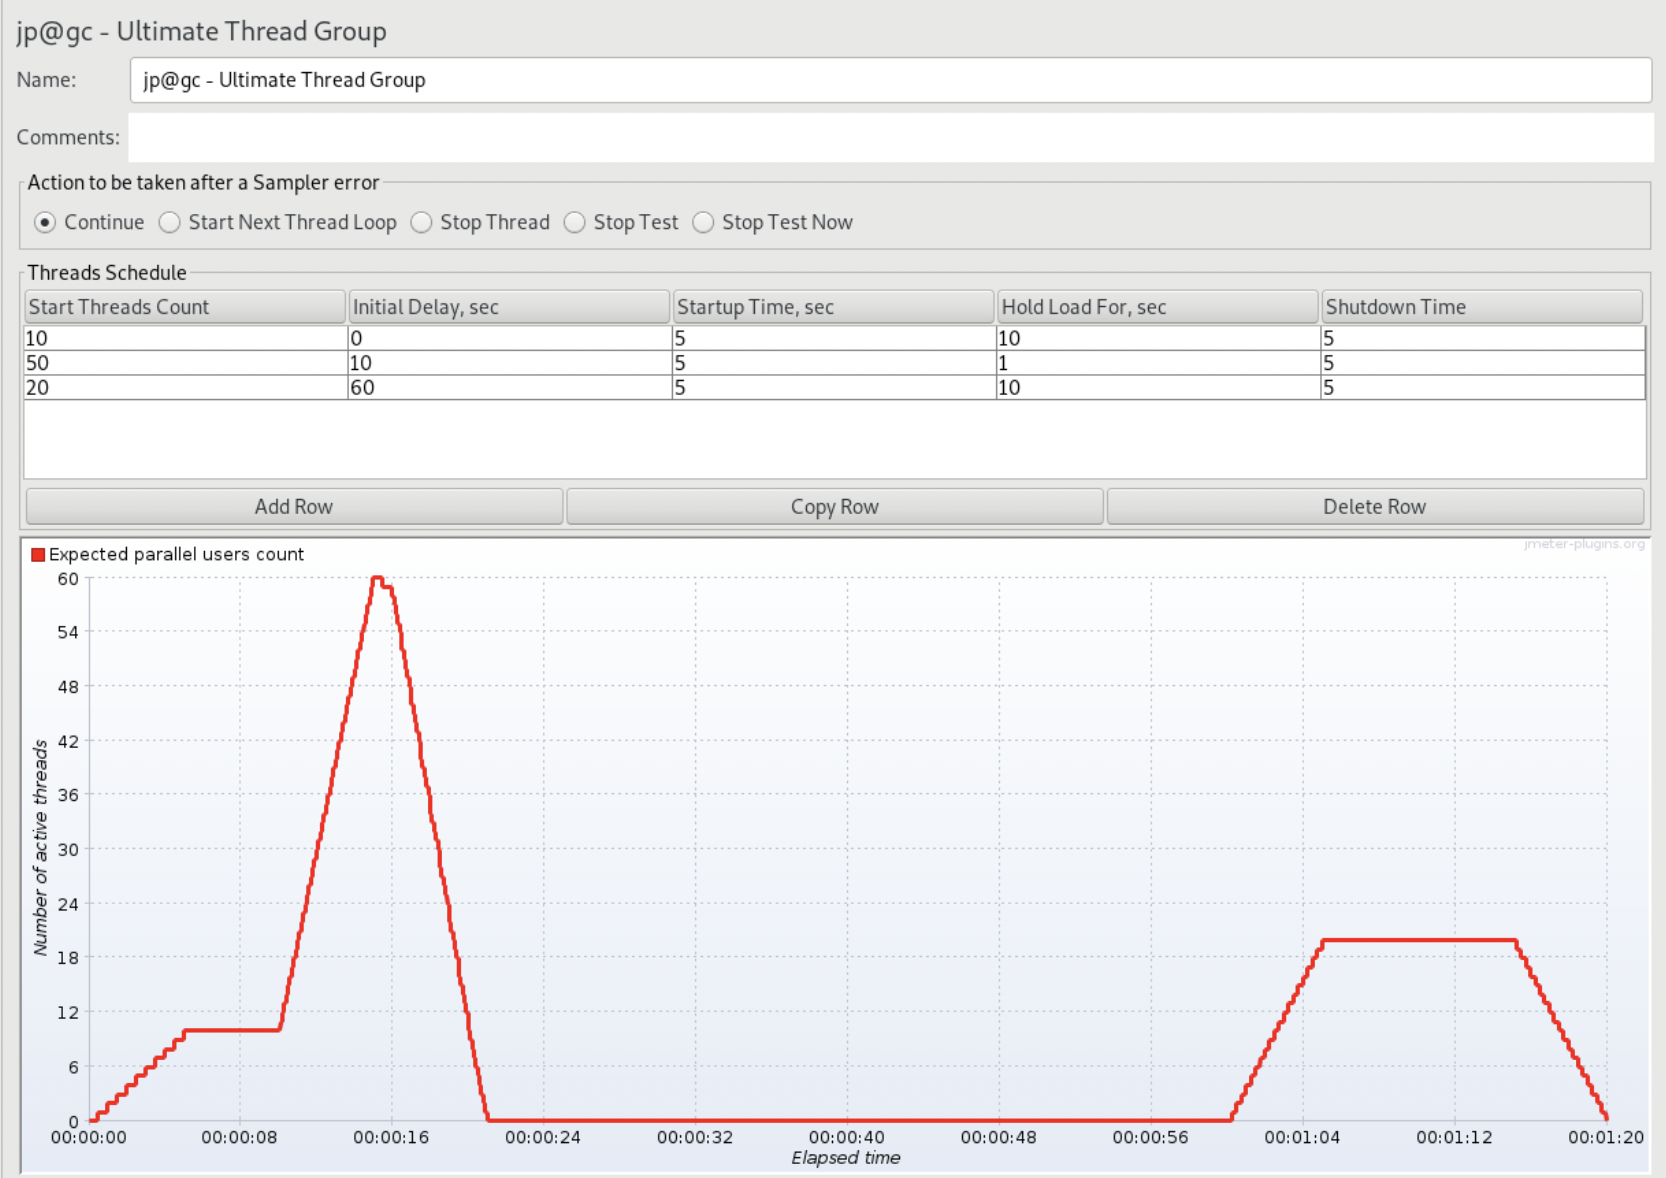 jp@gc - Ultimate Thread Group
Name: jp@gc - Ultimate Thread Group
Comments:
Action to be taken after a Sampler error
Continue Start Next Thread Loop Stop Thread Stop Test Stop Test Now
Threads Schedule
Start Threads Count Initial Delay, sec Startup Time, sec Hold Load For, sec Shutdown Time
10 0 5 10 5
50 10 5 1 5
20 60 5 10 5
Add Row Copy Row Delete Row
Expected parallel users count
jmeter-plugins.org
60
54
48
42
36
30
24
18
12
6
0
Number of active threads
00:00:00 00:00:08 00:00:16 00:00:24 00:00:32 00:00:40 00:00:48 00:00:56 00:01:04 00:01:12 00:01:20
Elapsed time